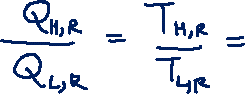 Q_{H,R} / Q_{L,R} = T_{H,R} / T_{L,R} =